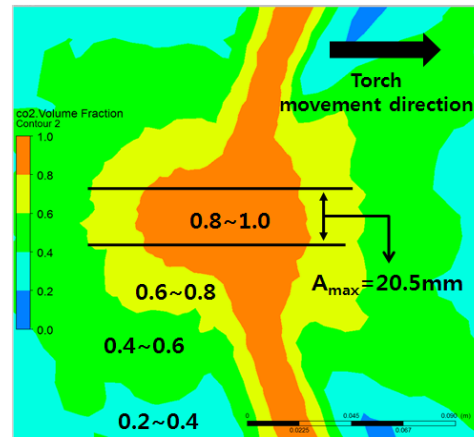 Torch
movement direction
co2.Volume Fraction
Contour 2
1.0
0.8
0.6
0.4
0.2
0.0
0.8~1.0
0.6~0.8
Amax=20.5mm
0.4~0.6
0.2~0.4
0
0.045
0.090
(m)
0.0225
0.067